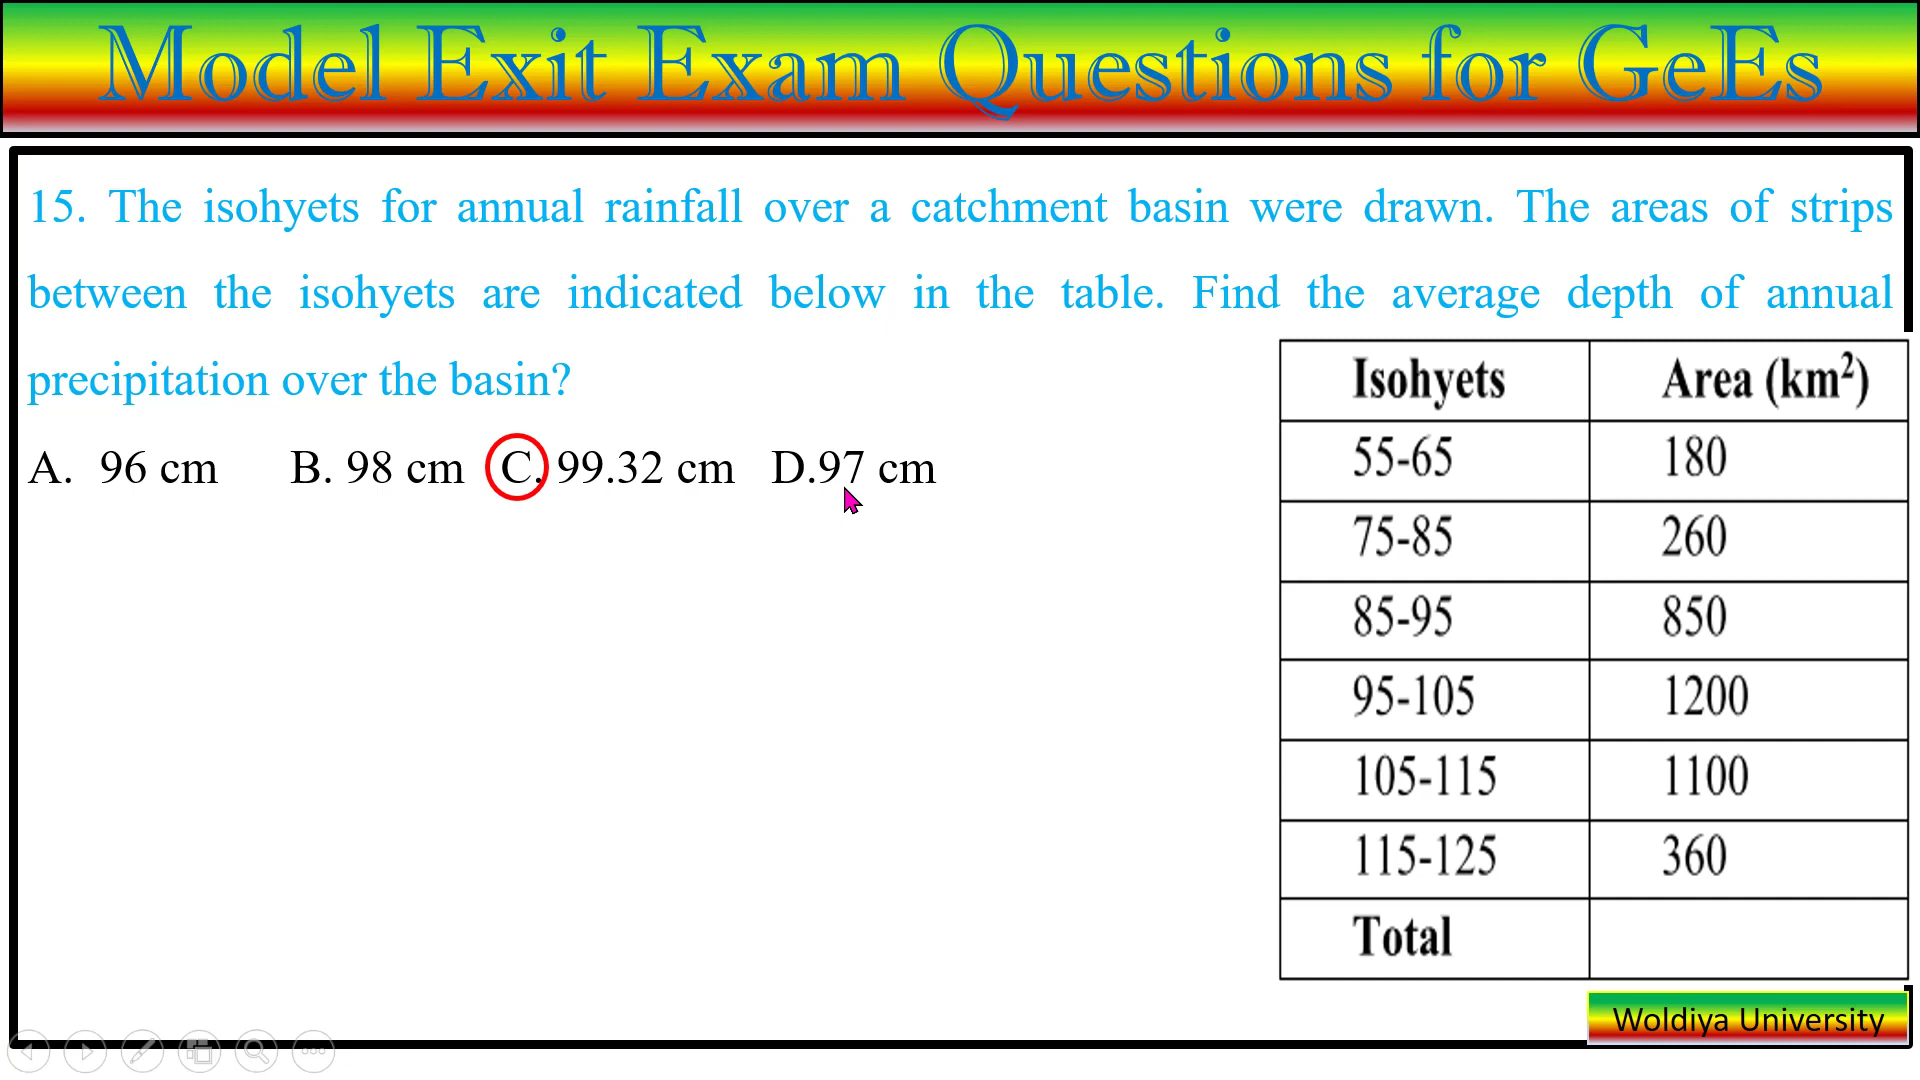 Model Exit Exam Questions for GeEs
15. The isohyets for annual rainfall over a catchment basin were drawn. The areas of strips
between the isohyets are indicated below in the table. Find the average depth of annual
precipitation over the basin?
A. 96 cm B. 98 cm C. 99.32 cm D.97 cm
Isohyets Area (km²)
55-65 180
75-85 260
85-95 850
95-105 1200
105-115 1100
115-125 360
Total
Woldiya University